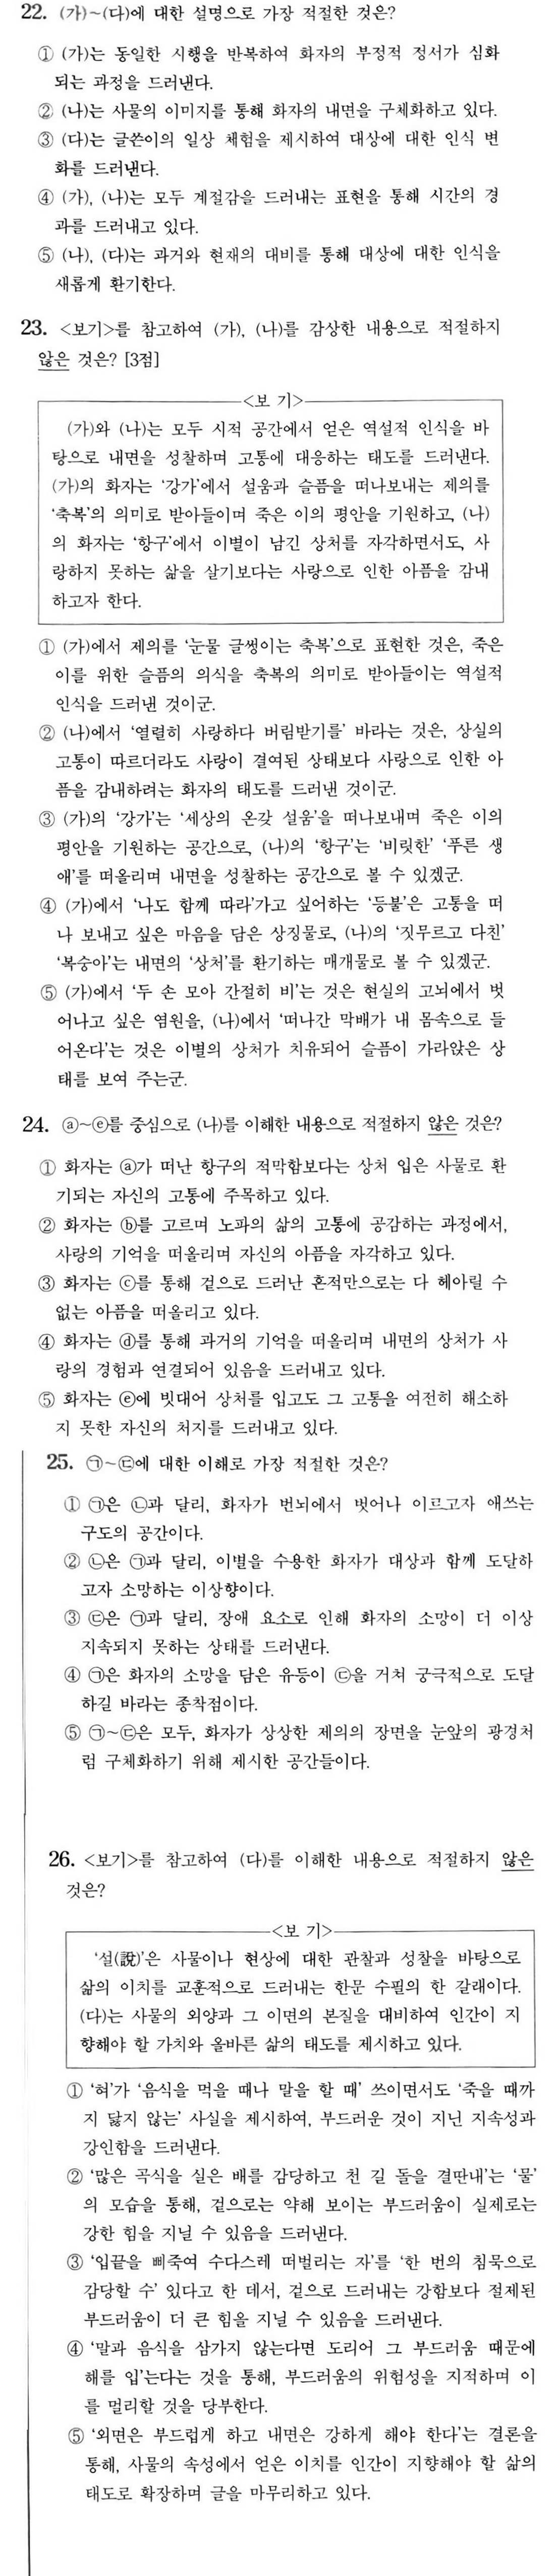 22. (가)~(다)에 대한 설명으로 가장 적절한 것은?
① (가)는 동일한 시행을 반복하여 화자의 부정적 정서가 심화
되는 과정을 드러낸다.
② (나)는 사물의 이미지를 통해 화자의 내면을 구체화하고 있다.
③ (다)는 글쓴이의 일상 체험을 제시하여 대상에 대한 인식 변
화를 드러낸다.
④ (가), (나)는 모두 계절감을 드러내는 표현을 통해 시간의 경
과를 드러내고 있다.
⑤ (나), (다)는 과거와 현재의 대비를 통해 대상에 대한 인식을
새롭게 환기한다.
23. <보기>를 참고하여 (가), (나)를 감상한 내용으로 적절하지
않은 것은? [3점]
<보 기>
(가)와 (나)는 모두 시적 공간에서 얻은 역설적 인식을 바
탕으로 내면을 성찰하며 고통에 대응하는 태도를 드러낸다.
(가)의 화자는 ‘강가’에서 설움과 슬픔을 떠나보내는 제의를
‘축복’의 의미로 받아들이며 죽은 이의 평안을 기원하고, (나)
의 화자는 ‘항구’에서 이별이 남긴 상처를 자각하면서도, 사
랑하지 못하는 삶을 살기보다는 사랑으로 인한 아픔을 감내
하고자 한다.
① (가)에서 제의를 ‘눈물 글썽이는 축복’으로 표현한 것은, 죽은
이를 위한 슬픔의 의식을 축복의 의미로 받아들이는 역설적
인식을 드러낸 것이군.
② (나)에서 ‘열렬히 사랑하다 버림받기를’ 바라는 것은, 상실의
고통이 따르더라도 사랑이 결여된 상태보다 사랑으로 인한 아
픔을 감내하려는 화자의 태도를 드러낸 것이군.
③ (가)의 ‘강가’는 ‘세상의 온갖 설움’을 떠나보내며 죽은 이의
평안을 기원하는 공간으로, (나)의 ‘항구’는 ‘비릿한’ ‘푸른 생
애’를 떠올리며 내면을 성찰하는 공간으로 볼 수 있겠군.
④ (가)에서 ‘나도 함께 따라’가고 싶어하는 ‘등불’은 고통을 떠
나 보내고 싶은 마음을 담은 상징물로, (나)의 ‘짓무르고 다친’
‘복숭아’는 내면의 ‘상처’를 환기하는 매개물로 볼 수 있겠군.
⑤ (가)에서 ‘두 손 모아 간절히 비’는 것은 현실의 고뇌에서 벗
어나고 싶은 염원을, (나)에서 ‘떠나간 막배가 내 몸속으로 들
어온다’는 것은 이별의 상처가 치유되어 슬픔이 가라앉은 상
태를 보여 주는군.
24. ⓐ~ⓔ를 중심으로 (나)를 이해한 내용으로 적절하지 않은 것은?
① 화자는 ⓐ가 떠난 항구의 적막함보다는 상처 입은 사물로 환
기되는 자신의 고통에 주목하고 있다.
② 화자는 ⓑ를 고르며 노파의 삶의 고통에 공감하는 과정에서,
사랑의 기억을 떠올리며 자신의 아픔을 자각하고 있다.
③ 화자는 ⓒ를 통해 겉으로 드러난 흔적만으로는 다 헤아릴 수
없는 아픔을 떠올리고 있다.
④ 화자는 ⓓ를 통해 과거의 기억을 떠올리며 내면의 상처가 사
랑의 경험과 연결되어 있음을 드러내고 있다.
⑤ 화자는 ⓔ에 빗대어 상처를 입고도 그 고통을 여전히 해소하
지 못한 자신의 처지를 드러내고 있다.
25. ㉠~㉢에 대한 이해로 가장 적절한 것은?
① ㉠은 ㉡과 달리, 화자가 번뇌에서 벗어나 이르고자 애쓰는
구도의 공간이다.
② ㉡은 ㉠과 달리, 이별을 수용한 화자가 대상과 함께 도달하
고자 소망하는 이상향이다.
③ ㉢은 ㉠과 달리, 장애 요소로 인해 화자의 소망이 더 이상
지속되지 못하는 상태를 드러낸다.
④ ㉠은 화자의 소망을 담은 유등이 ㉢을 거쳐 궁극적으로 도달
하길 바라는 종착점이다.
⑤ ㉠~㉢은 모두, 화자가 상상한 제의의 장면을 눈앞의 광경처
럼 구체화하기 위해 제시한 공간들이다.
26. <보기>를 참고하여 (다)를 이해한 내용으로 적절하지 않은
것은?
<보 기>
‘설(說)’은 사물이나 현상에 대한 관찰과 성찰을 바탕으로
삶의 이치를 교훈적으로 드러내는 한문 수필의 한 갈래이다.
(다)는 사물의 외양과 그 이면의 본질을 대비하여 인간이 지
향해야 할 가치와 올바른 삶의 태도를 제시하고 있다.
① ‘혀’가 ‘음식을 먹을 때나 말을 할 때’ 쓰이면서도 ‘죽을 때까
지 닳지 않는’ 사실을 제시하여, 부드러운 것이 지닌 지속성과
강인함을 드러낸다.
② ‘많은 곡식을 실은 배를 감당하고 천 길 돌을 결딴내’는 ‘물’
의 모습을 통해, 겉으로는 약해 보이는 부드러움이 실제로는
강한 힘을 지닐 수 있음을 드러낸다.
③ ‘입끝을 삐죽여 수다스레 떠벌리는 자’를 ‘한 번의 침묵으로
감당할 수’ 있다고 한 데서, 겉으로 드러내는 강함보다 절제된
부드러움이 더 큰 힘을 지닐 수 있음을 드러낸다.
④ ‘말과 음식을 삼가지 않는다면 도리어 그 부드러움 때문에
해를 입’는다는 것을 통해, 부드러움의 위험성을 지적하며 이
를 멀리할 것을 당부한다.
⑤ ‘외면은 부드럽게 하고 내면은 강하게 해야 한다’는 결론을
통해, 사물의 속성에서 얻은 이치를 인간이 지향해야 할 삶의
태도로 확장하며 글을 마무리하고 있다.